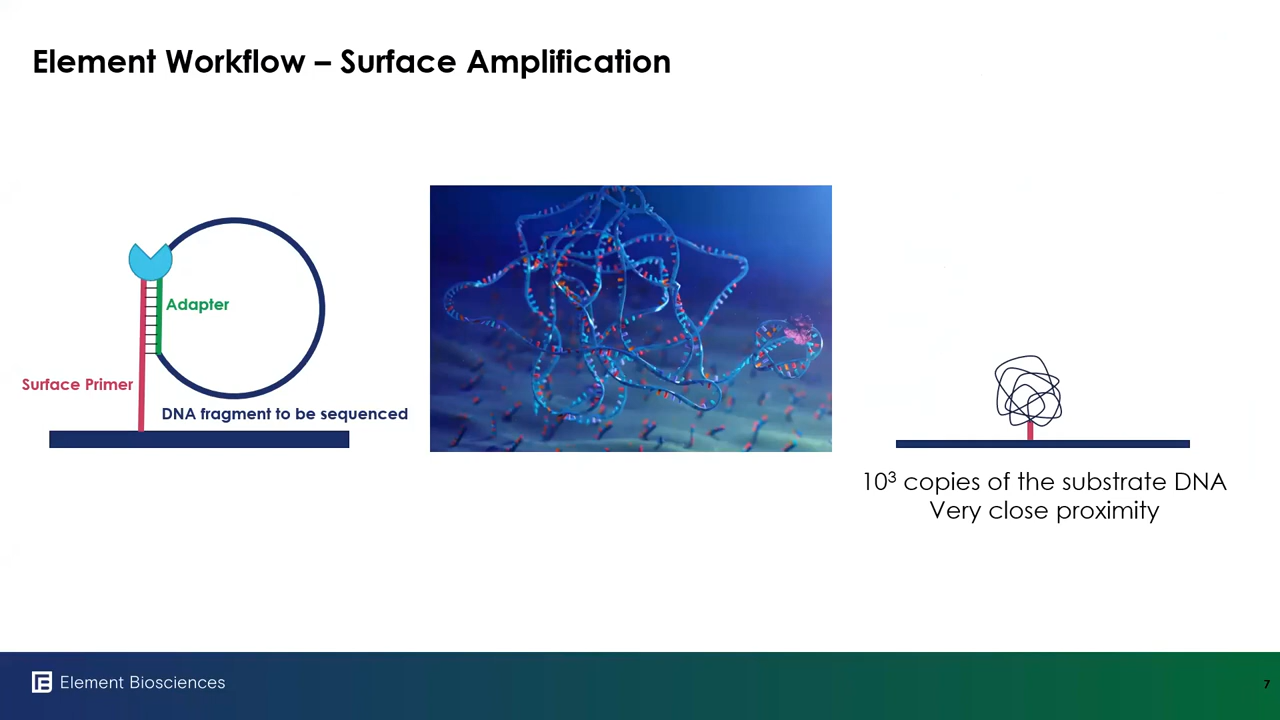 Element Workflow – Surface Amplification
Adapter
Surface Primer
DNA fragment to be sequenced
10³ copies of the substrate DNA
Very close proximity
Element Biosciences
7